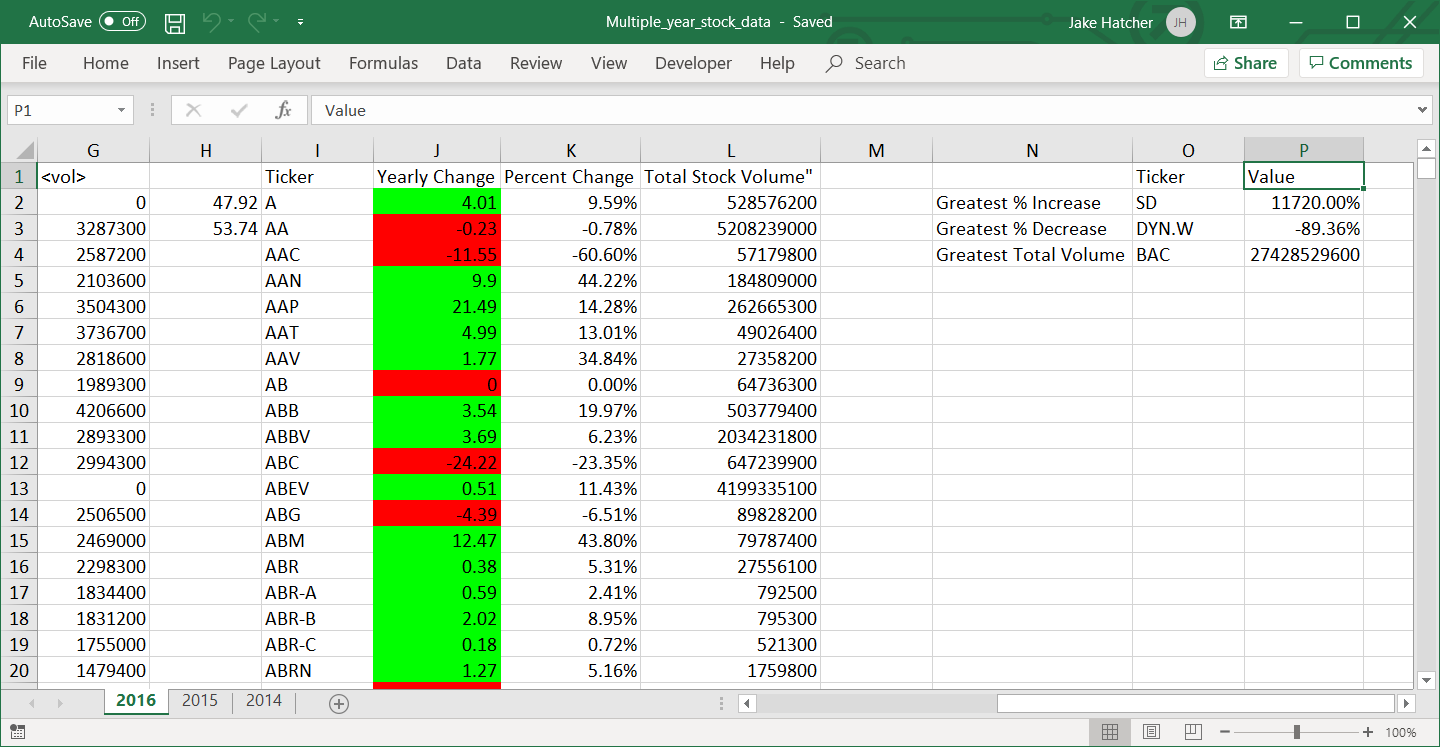 AutoSave Off Multiple_year_stock_data - Saved Jake Hatcher JH
File Home Insert Page Layout Formulas Data Review View Developer Help Search Share Comments
P1 fx Value
G H I J K L M N O P
1 <vol> Ticker Yearly Change Percent Change Total Stock Volume" Ticker Value
2 0 47.92 A 4.01 9.59% 528576200 Greatest % Increase SD 11720.00%
3 3287300 53.74 AA -0.23 -0.78% 5208239000 Greatest % Decrease DYN.W -89.36%
4 2587200 AAC -11.55 -60.60% 57179800 Greatest Total Volume BAC 27428529600
5 2103600 AAN 9.9 44.22% 184809000
6 3504300 AAP 21.49 14.28% 262665300
7 3736700 AAT 4.99 13.01% 49026400
8 2818600 AAV 1.77 34.84% 27358200
9 1989300 AB 0 0.00% 64736300
10 4206600 ABB 3.54 19.97% 503779400
11 2893300 ABBV 3.69 6.23% 2034231800
12 2994300 ABC -24.22 -23.35% 647239900
13 0 ABEV 0.51 11.43% 4199335100
14 2506500 ABG -4.39 -6.51% 89828200
15 2469000 ABM 12.47 43.80% 79787400
16 2298300 ABR 0.38 5.31% 27556100
17 1834400 ABR-A 0.59 2.41% 792500
18 1831200 ABR-B 2.02 8.95% 795300
19 1755000 ABR-C 0.18 0.72% 521300
20 1479400 ABRN 1.27 5.16% 1759800
2016 2015 2014
100%